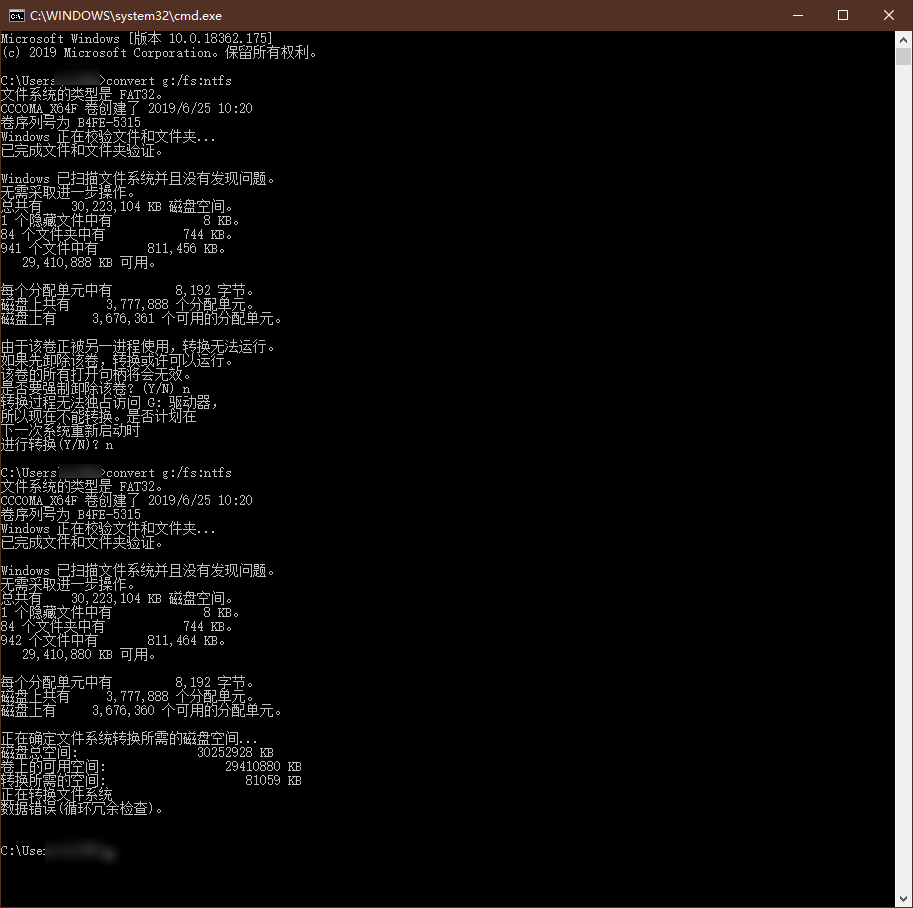 C:\WINDOWS\system32\cmd.exe
Microsoft Windows [版本 10.0.18362.175]
(c) 2019 Microsoft Corporation。保留所有权利。
C:\Users >convert g:/fs:ntfs
文件系统的类型是 FAT32。
CCCOMA_X64F 卷创建了 2019/6/25 10:20
卷序列号为 B4FE-5315
Windows 正在校验文件和文件夹...
已完成文件和文件夹验证。
Windows 已扫描文件系统并且没有发现问题。
无需采取进一步操作。
总共有 30,223,104 KB 磁盘空间。
1 个隐藏文件中有 8 KB。
84 个文件夹中有 744 KB。
941 个文件中有 811,456 KB。
29,410,888 KB 可用。
每个分配单元中有 8,192 字节。
磁盘上共有 3,777,888 个分配单元。
磁盘上有 3,676,361 个可用的分配单元。
由于该卷正被另一进程使用，转换无法运行。
如果先卸除该卷，转换或许可以运行。
该卷的所有打开句柄将会无效。
是否要强制卸除该卷? (Y/N) n
转换过程无法独占访问 G: 驱动器，
所以现在不能转换。是否计划在
下一次系统重新启动时
进行转换(Y/N)? n
C:\Users >convert g:/fs:ntfs
文件系统的类型是 FAT32。
CCCOMA_X64F 卷创建了 2019/6/25 10:20
卷序列号为 B4FE-5315
Windows 正在校验文件和文件夹...
已完成文件和文件夹验证。
Windows 已扫描文件系统并且没有发现问题。
无需采取进一步操作。
总共有 30,223,104 KB 磁盘空间。
1 个隐藏文件中有 8 KB。
84 个文件夹中有 744 KB。
942 个文件中有 811,464 KB。
29,410,880 KB 可用。
每个分配单元中有 8,192 字节。
磁盘上共有 3,777,888 个分配单元。
磁盘上有 3,676,360 个可用的分配单元。
正在确定文件系统转换所需的磁盘空间...
磁盘总空间: 30252928 KB
卷上的可用空间: 29410880 KB
转换所需的空间: 81059 KB
正在转换文件系统
数据错误(循环冗余检查)。
C:\Use